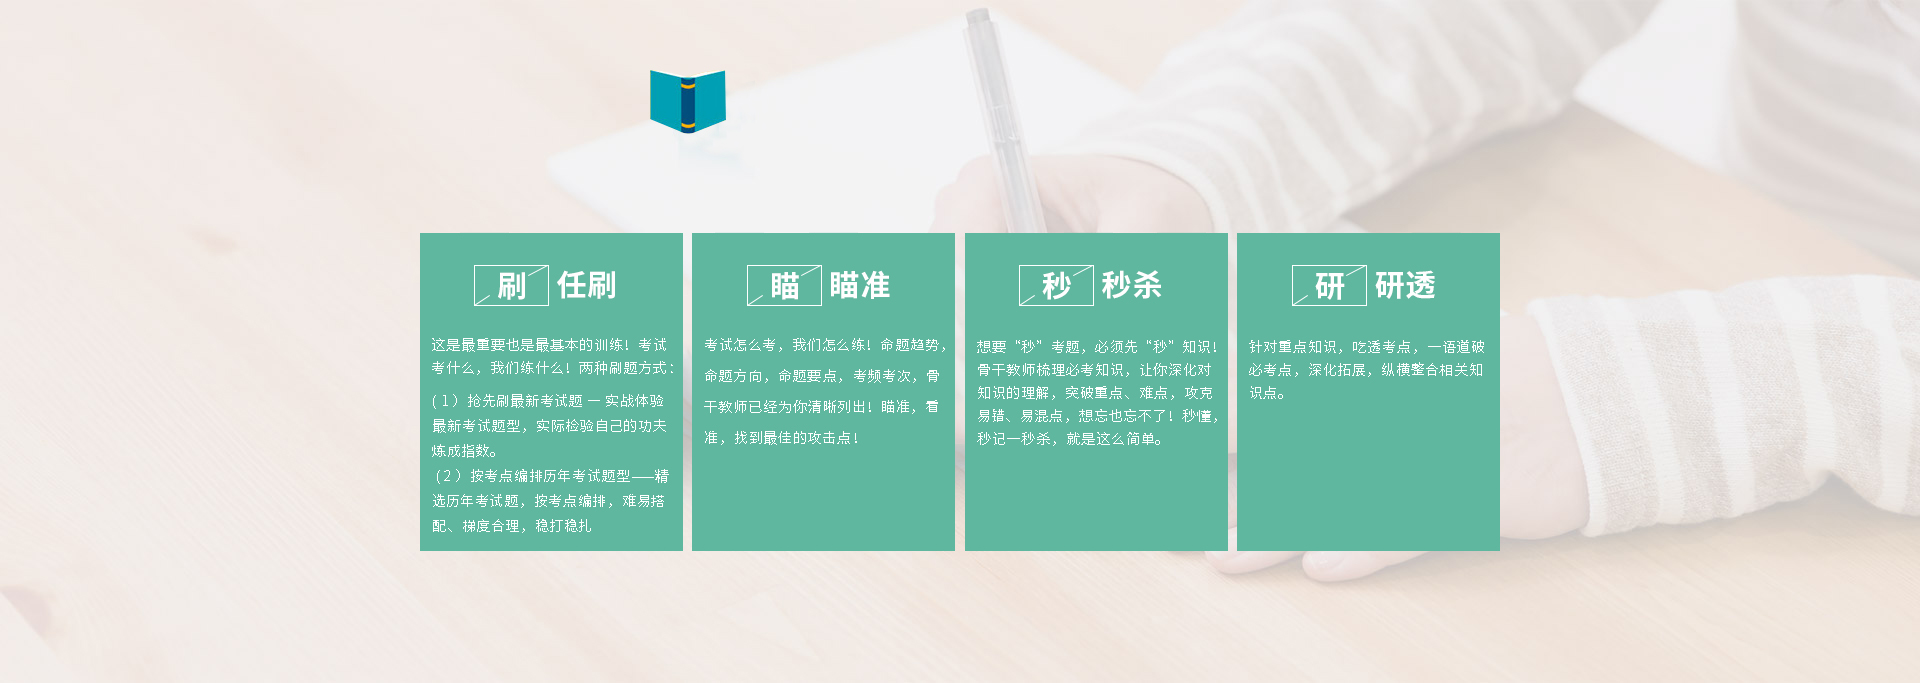 刷 任刷
这是最重要也是最基本的训练！考试
考什么，我们练什么！两种刷题方式：
(1）抢先刷最新考试题 一 实战体验
最新考试题型，实际检验自己的功夫
炼成指数。
(2）按考点编排历年考试题型——精
选历年考试题，按考点编排，难易搭
配、梯度合理，稳打稳扎
瞄 瞄准
考试怎么考，我们怎么练！命题趋势，
命题方向，命题要点，考频考次，骨
干教师已经为你清晰列出！瞄准，看
准，找到最佳的攻击点！
秒 秒杀
想要“秒”考题，必须先“秒”知识！
骨干教师梳理必考知识，让你深化对
知识的理解，突破重点、难点，攻克
易错、易混点，想忘也忘不了！秒懂，
秒记一秒杀，就是这么简单。
研 研透
针对重点知识，吃透考点，一语道破
必考点，深化拓展，纵横整合相关知
识点。